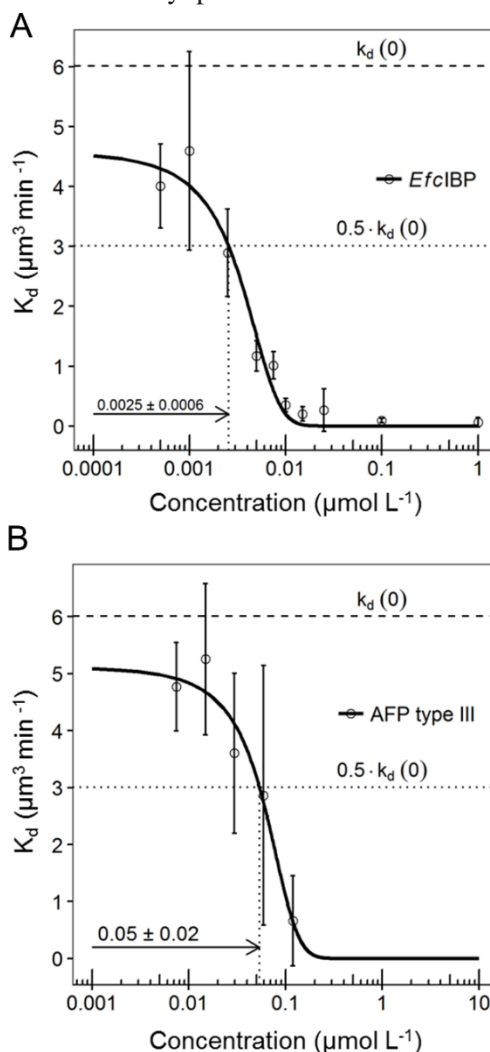 A
k_d (0)
6
5
EfcIBP
4
0.5 · k_d (0)
3
2
1
0.0025 ± 0.0006
0
K_d (µm³ min ⁻¹)
0.0001 0.001 0.01 0.1 1
Concentration (µmol L⁻¹)
B
k_d (0)
6
5
AFP type III
4
0.5 · k_d (0)
3
2
1
0.05 ± 0.02
0
K_d (µm³ min ⁻¹)
0.001 0.01 0.1 1 10
Concentration (µmol L⁻¹)